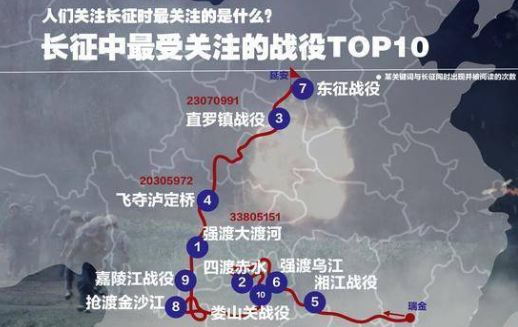 人们关注长征时最关注的是什么?
长征中最受关注的战役TOP10
延安
某关键词与长征同时出现并被阅读的次数
7 东征战役
23070991
直罗镇战役 3
20305972
飞夺泸定桥 4
33805151
强渡大渡河
1
四渡赤水 强渡乌江
嘉陵江战役 9 2 6 湘江战役
10 5
抢渡金沙江 8 娄山关战役 瑞金